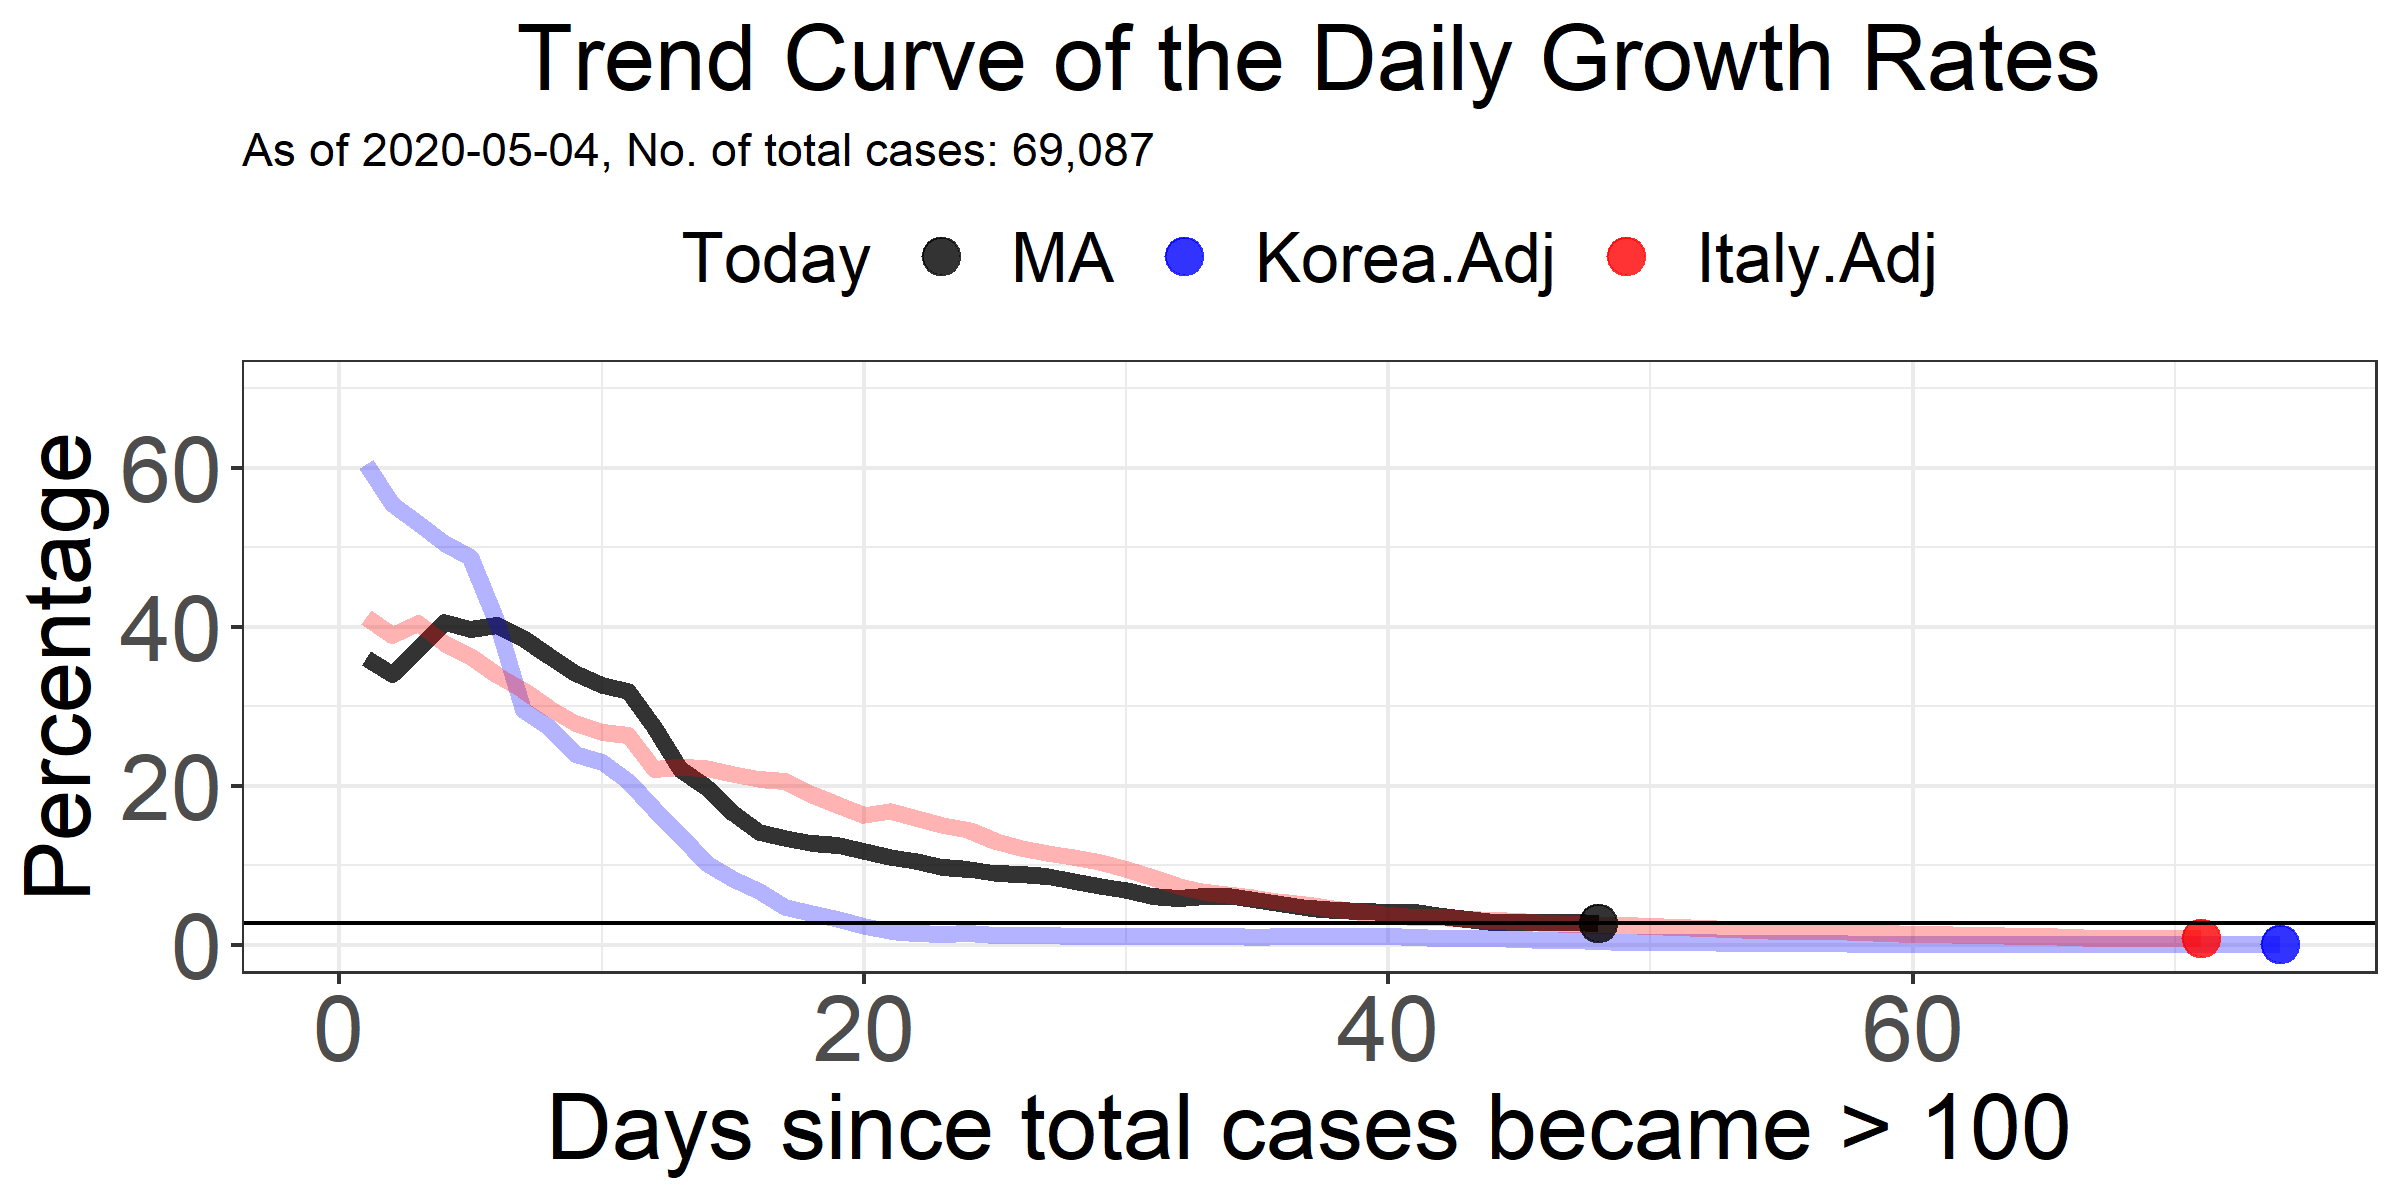 Trend Curve of the Daily Growth Rates
As of 2020-05-04, No. of total cases: 69,087
Today MA Korea.Adj Italy.Adj
Percentage
60
40
20
0
0 20 40 60
Days since total cases became > 100